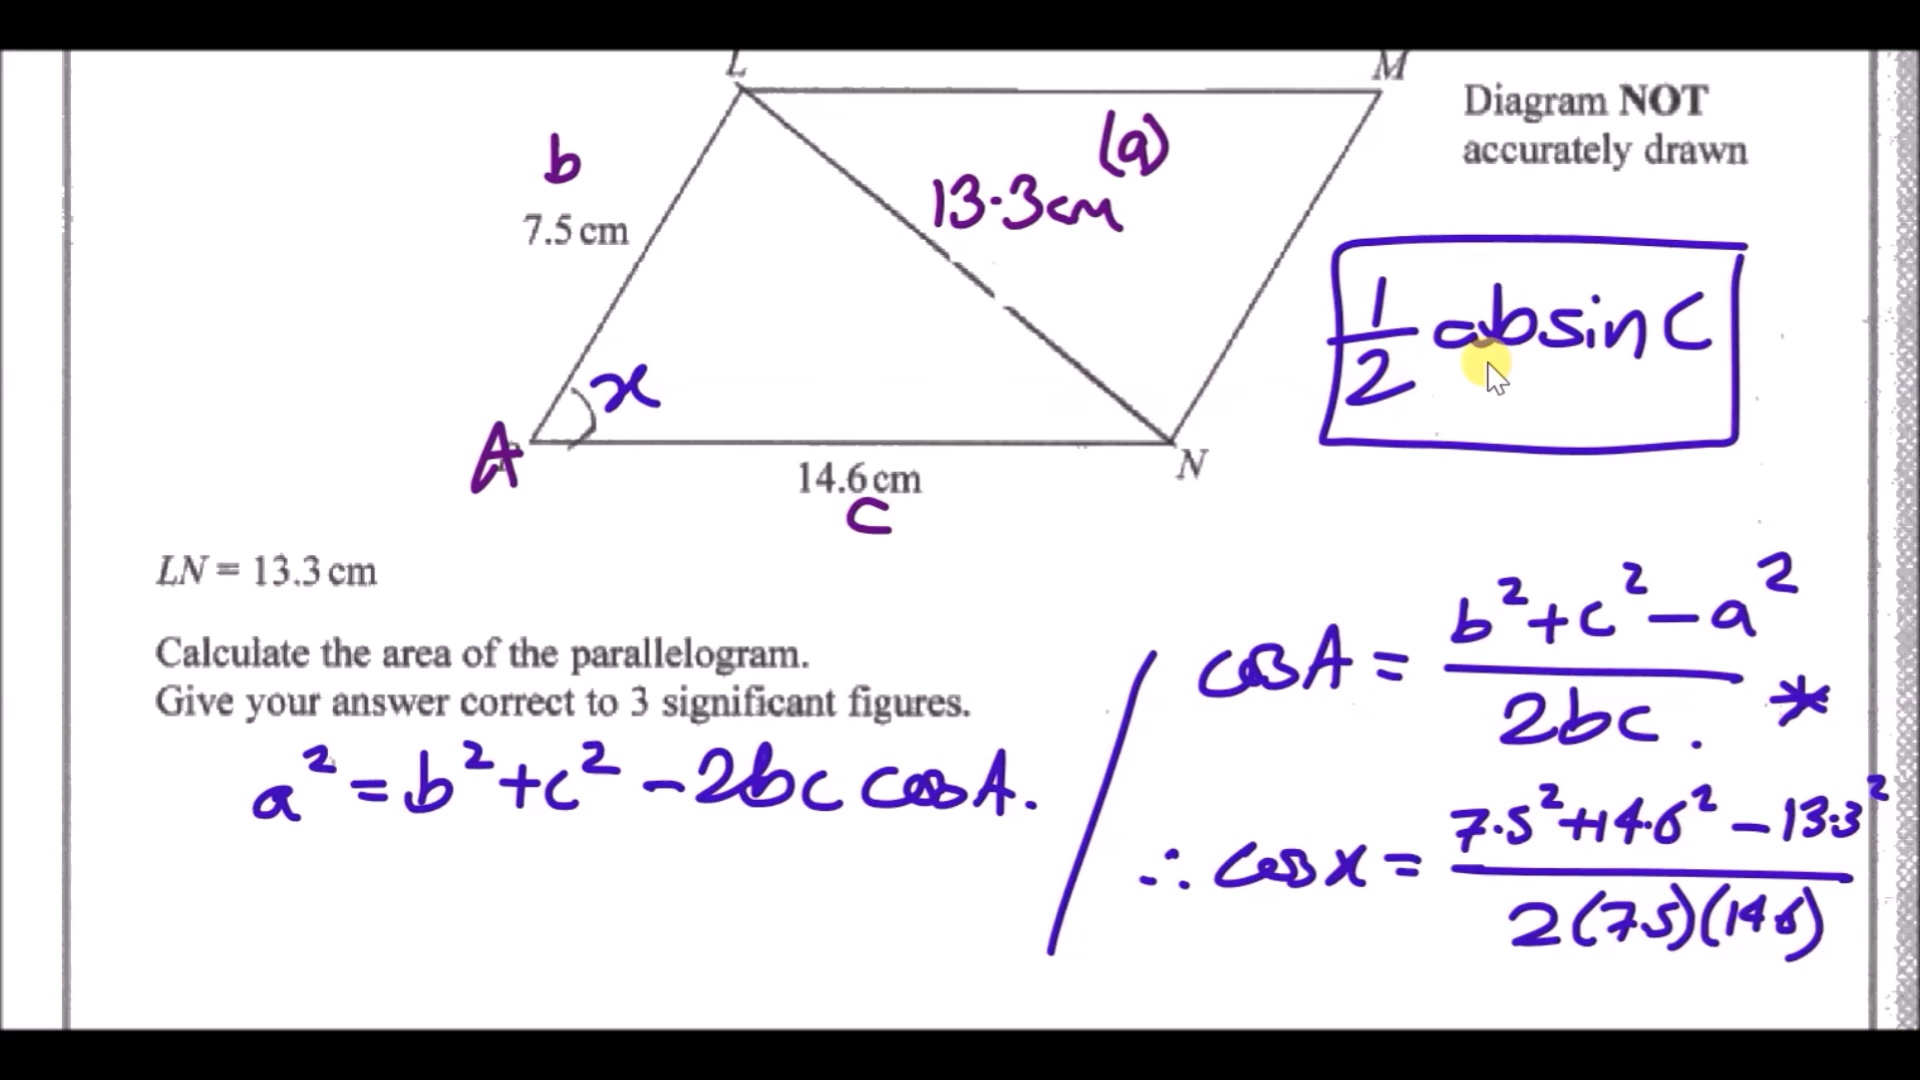 L
M
Diagram NOT
accurately drawn
b
(a)
13.3cm
7.5 cm
1/2 absinC
x
A
N
14.6 cm
c
LN = 13.3 cm
Calculate the area of the parallelogram.
Give your answer correct to 3 significant figures.
a² = b² + c² - 2bc cosA.
cosA = (b² + c² - a²) / 2bc. *
∴ cosx = (7.5² + 14.6² - 13.3²) / 2(7.5)(14.6)